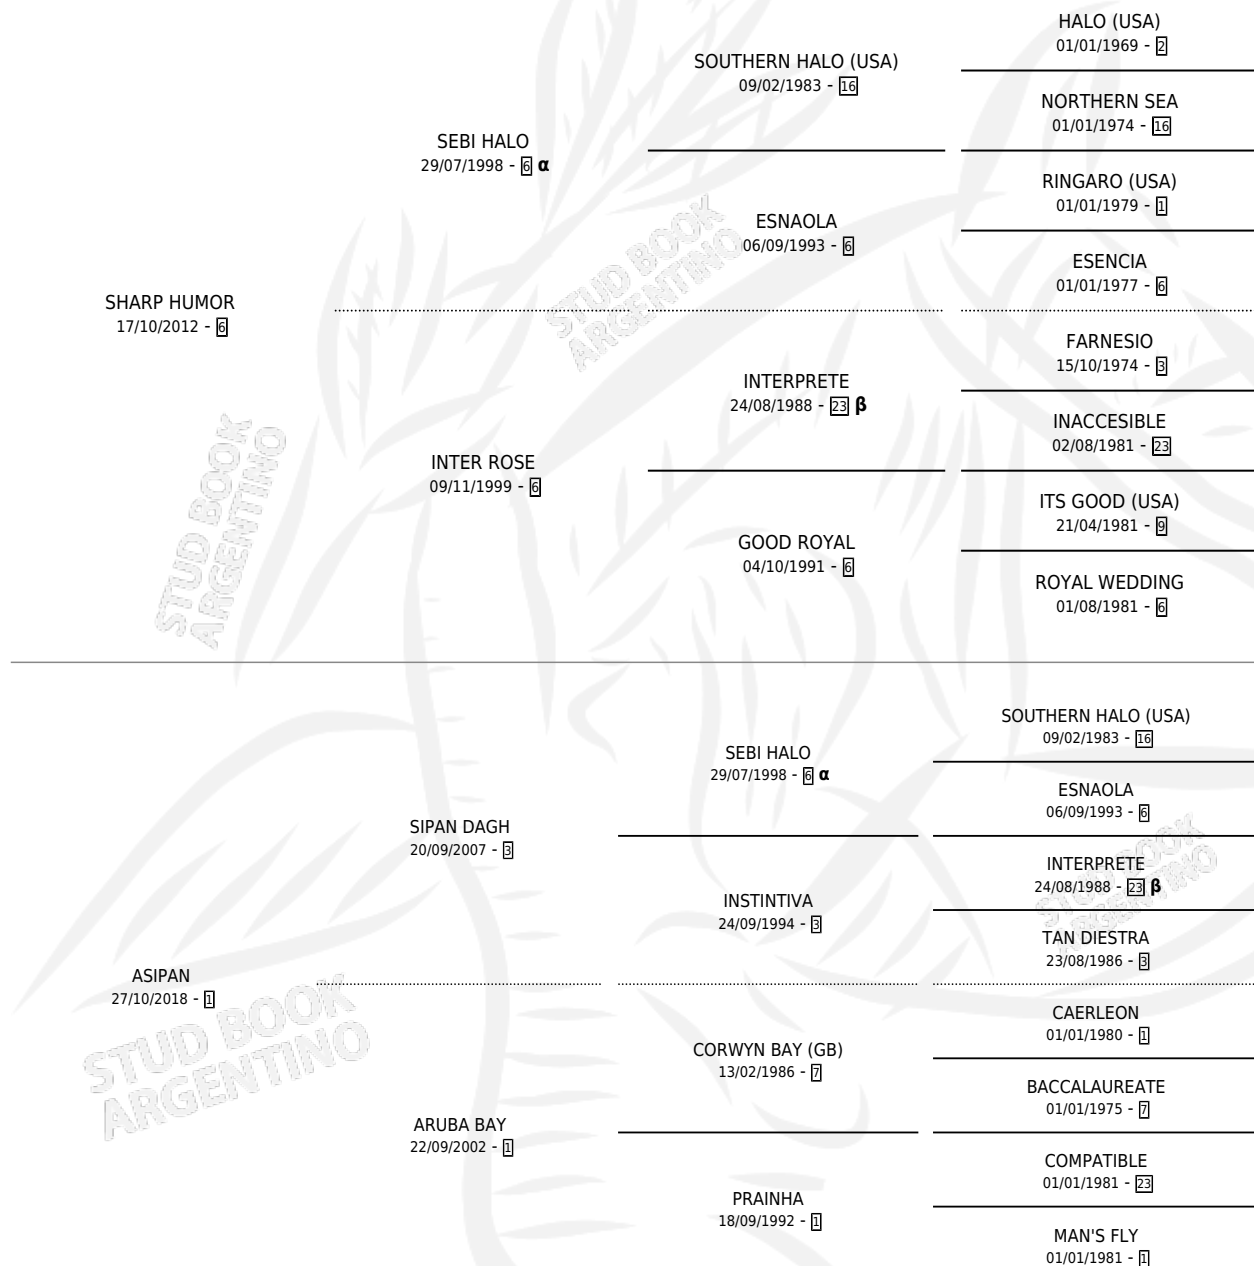 HALO (USA)
01/01/1969 - 2
SOUTHERN HALO (USA)
09/02/1983 - 16
NORTHERN SEA
01/01/1974 - 16
SEBI HALO
29/07/1998 - 6 α
RINGARO (USA)
01/01/1979 - 1
ESNAOLA
06/09/1993 - 6
ESENCIA
01/01/1977 - 6
SHARP HUMOR
17/10/2012 - 6
FARNESIO
15/10/1974 - 3
INTERPRETE
24/08/1988 - 23 β
INACCESIBLE
02/08/1981 - 23
INTER ROSE
09/11/1999 - 6
ITS GOOD (USA)
21/04/1981 - 9
GOOD ROYAL
04/10/1991 - 6
ROYAL WEDDING
01/08/1981 - 6
SOUTHERN HALO (USA)
09/02/1983 - 16
SEBI HALO
29/07/1998 - 6 α
ESNAOLA
06/09/1993 - 6
SIPAN DAGH
20/09/2007 - 3
INTERPRETE
24/08/1988 - 23 β
INSTINTIVA
24/09/1994 - 3
TAN DIESTRA
23/08/1986 - 3
ASIPAN
27/10/2018 - 1
CAERLEON
01/01/1980 - 1
CORWYN BAY (GB)
13/02/1986 - 7
BACCALAUREATE
01/01/1975 - 7
ARUBA BAY
22/09/2002 - 1
COMPATIBLE
01/01/1981 - 23
PRAINHA
18/09/1992 - 1
MAN'S FLY
01/01/1981 - 1
STUD BOOK
ARGENTINO
STUD BOOK
ARGENTINO
STUD BOOK
ARGENTINO
STUD BOOK
ARGENTINO